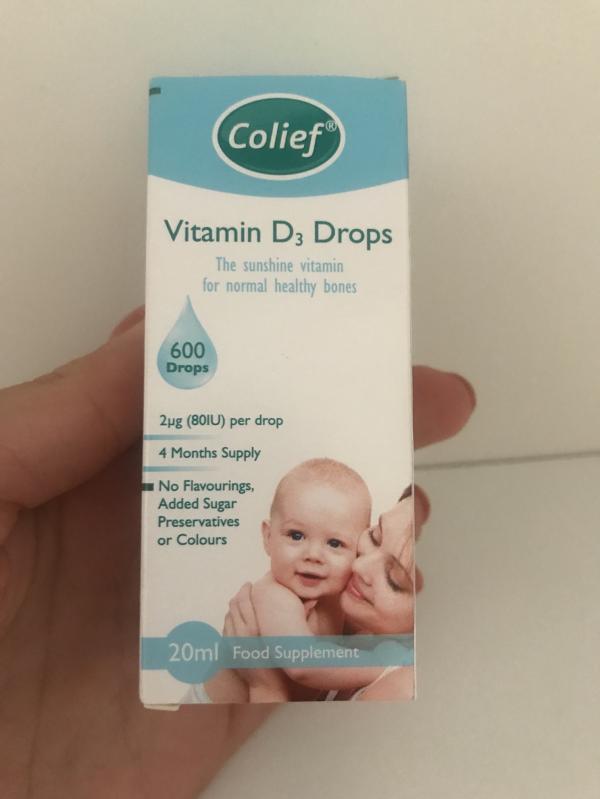 Colief®
Vitamin D₃ Drops
The sunshine vitamin
for normal healthy bones
600
Drops
2µg (80IU) per drop
4 Months Supply
No Flavourings,
Added Sugar
Preservatives
or Colours
20ml Food Supplement